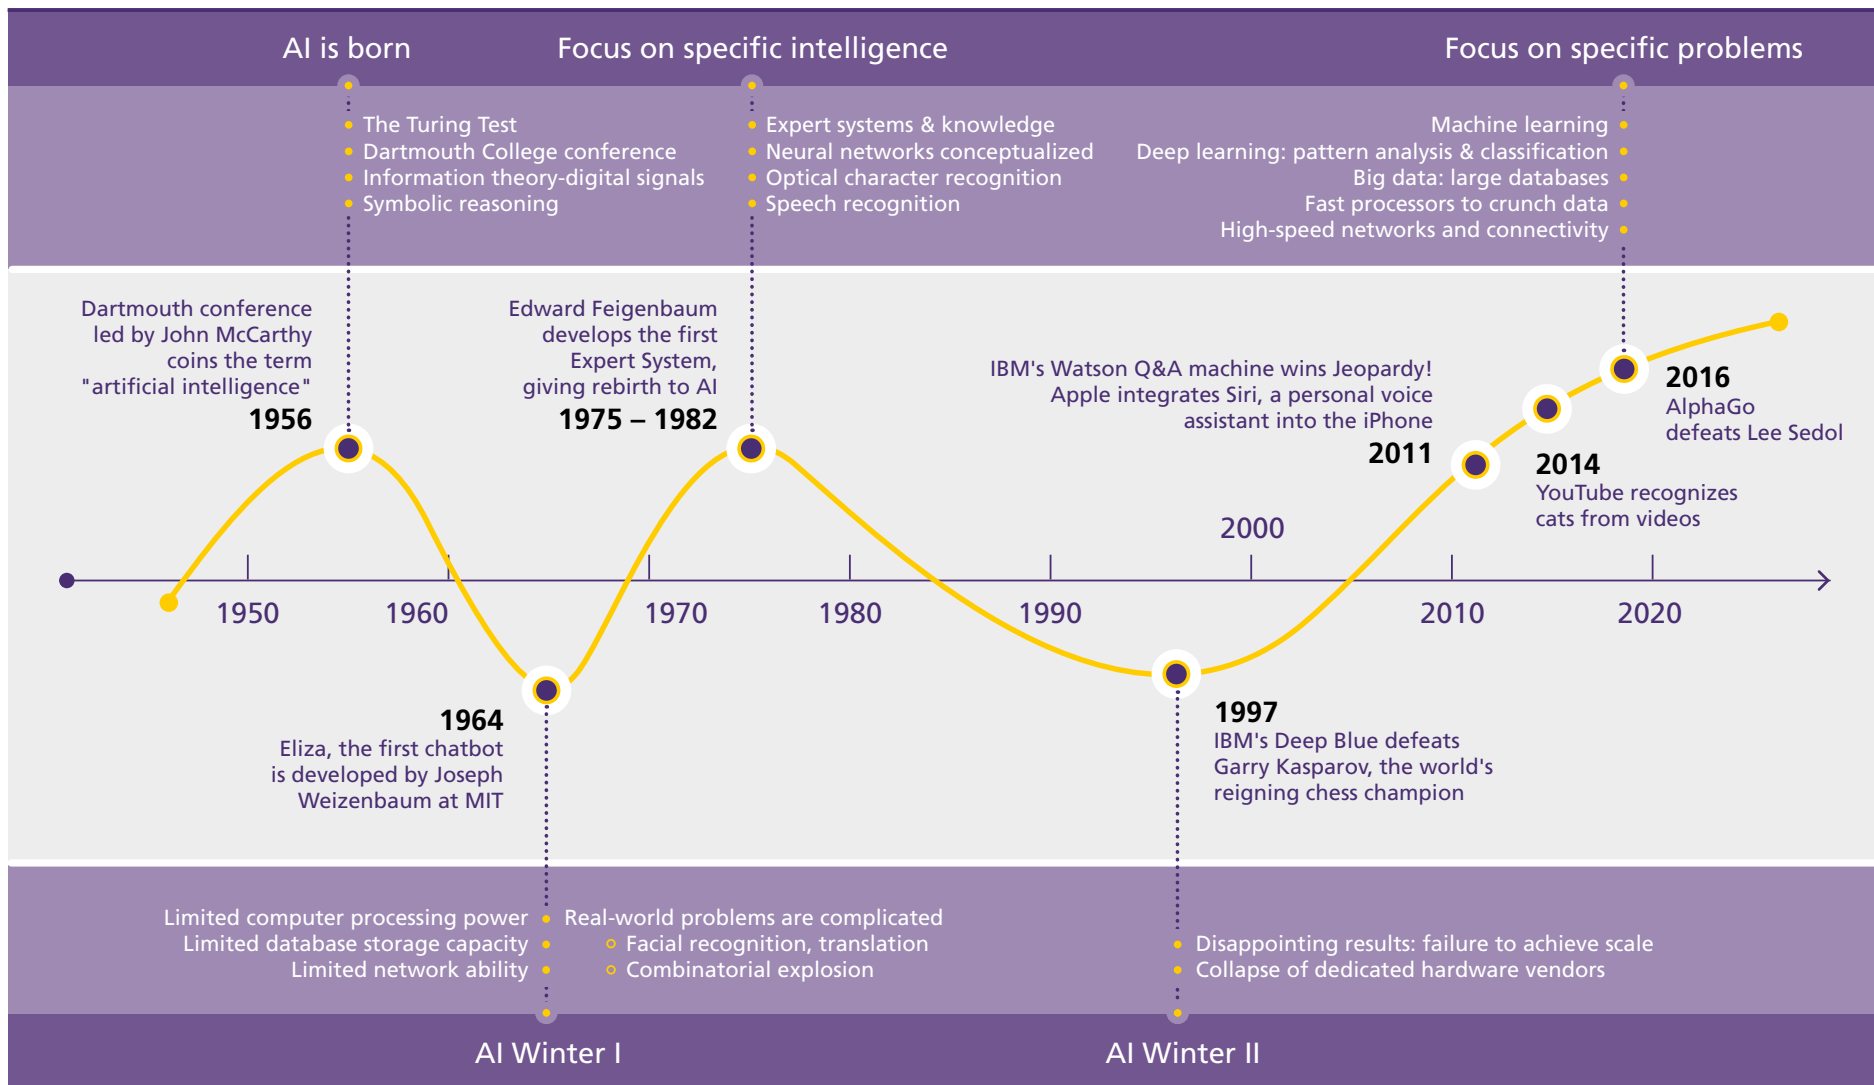 AI is born
Focus on specific intelligence
Focus on specific problems
The Turing Test
Dartmouth College conference
Information theory-digital signals
Symbolic reasoning
Expert systems & knowledge
Neural networks conceptualized
Optical character recognition
Speech recognition
Machine learning
Deep learning: pattern analysis & classification
Big data: large databases
Fast processors to crunch data
High-speed networks and connectivity
Dartmouth conference
led by John McCarthy
coins the term
"artificial intelligence"
1956
Edward Feigenbaum
develops the first
Expert System,
giving rebirth to AI
1975 – 1982
IBM's Watson Q&A machine wins Jeopardy!
Apple integrates Siri, a personal voice
assistant into the iPhone
2011
2016
AlphaGo
defeats Lee Sedol
2014
YouTube recognizes
cats from videos
1950
1960
1970
1980
1990
2000
2010
2020
1964
Eliza, the first chatbot
is developed by Joseph
Weizenbaum at MIT
1997
IBM's Deep Blue defeats
Garry Kasparov, the world's
reigning chess champion
Limited computer processing power
Limited database storage capacity
Limited network ability
Real-world problems are complicated
Facial recognition, translation
Combinatorial explosion
Disappointing results: failure to achieve scale
Collapse of dedicated hardware vendors
AI Winter I
AI Winter II